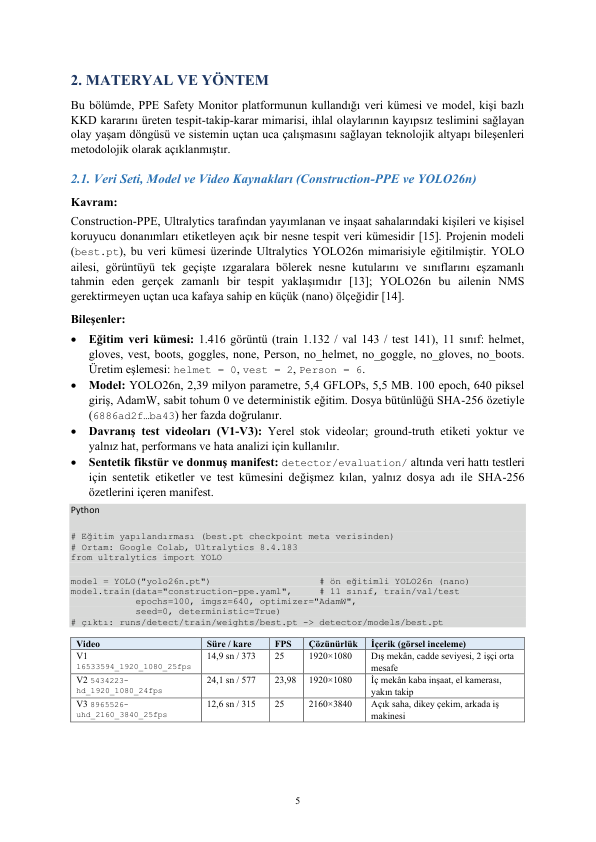 2. MATERYAL VE YÖNTEM
Bu bölümde, PPE Safety Monitor platformunun kullandığı veri kümesi ve model, kişi bazlı
KKD kararını üreten tespit-takip-karar mimarisi, ihlal olaylarının kayıpsız teslimini sağlayan
olay yaşam döngüsü ve sistemin uçtan uca çalışmasını sağlayan teknolojik altyapı bileşenleri
metodolojik olarak açıklanmıştır.
2.1. Veri Seti, Model ve Video Kaynakları (Construction-PPE ve YOLO26n)
Kavram:
Construction-PPE, Ultralytics tarafından yayımlanan ve inşaat sahalarındaki kişileri ve kişisel
koruyucu donanımları etiketleyen açık bir nesne tespit veri kümesidir [15]. Projenin modeli
(best.pt), bu veri kümesi üzerinde Ultralytics YOLO26n mimarisiyle eğitilmiştir. YOLO
ailesi, görüntüyü tek geçişte ızgaralara bölerek nesne kutularını ve sınıflarını eşzamanlı
tahmin eden gerçek zamanlı bir tespit yaklaşımıdır [13]; YOLO26n bu ailenin NMS
gerektirmeyen uçtan uca kafaya sahip en küçük (nano) ölçeğidir [14].
Bileşenler:
• Eğitim veri kümesi: 1.416 görüntü (train 1.132 / val 143 / test 141), 11 sınıf: helmet,
gloves, vest, boots, goggles, none, Person, no_helmet, no_goggle, no_gloves, no_boots.
Üretim eşlemesi: helmet = 0, vest = 2, Person = 6.
• Model: YOLO26n, 2,39 milyon parametre, 5,4 GFLOPs, 5,5 MB. 100 epoch, 640 piksel
giriş, AdamW, sabit tohum 0 ve deterministik eğitim. Dosya bütünlüğü SHA-256 özetiyle
(6886ad2f…ba43) her fazda doğrulanır.
• Davranış test videoları (V1-V3): Yerel stok videolar; ground-truth etiketi yoktur ve
yalnız hat, performans ve hata analizi için kullanılır.
• Sentetik fikstür ve donmuş manifest: detector/evaluation/ altında veri hattı testleri
için sentetik etiketler ve test kümesini değişmez kılan, yalnız dosya adı ile SHA-256
özetlerini içeren manifest.
Python
# Eğitim yapılandırması (best.pt checkpoint meta verisinden)
# Ortam: Google Colab, Ultralytics 8.4.183
from ultralytics import YOLO
model = YOLO("yolo26n.pt") # ön eğitimli YOLO26n (nano)
model.train(data="construction-ppe.yaml", # 11 sınıf, train/val/test
epochs=100, imgsz=640, optimizer="AdamW",
seed=0, deterministic=True)
# çıktı: runs/detect/train/weights/best.pt -> detector/models/best.pt
Video Süre / kare FPS Çözünürlük İçerik (görsel inceleme)
V1 14,9 sn / 373 25 1920×1080 Dış mekân, cadde seviyesi, 2 işçi orta
16533594_1920_1080_25fps mesafe
V2 5434223- 24,1 sn / 577 23,98 1920×1080 İç mekân kaba inşaat, el kamerası,
hd_1920_1080_24fps yakın takip
V3 8965526- 12,6 sn / 315 25 2160×3840 Açık saha, dikey çekim, arkada iş
uhd_2160_3840_25fps makinesi
5